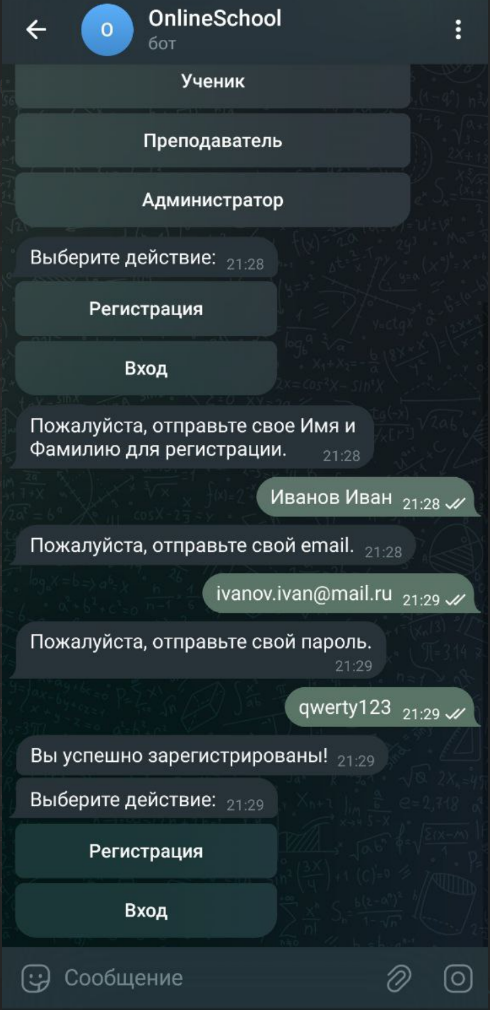 OnlineSchool
О
бот
Ученик
Преподаватель
Администратор
Выберите действие: 21:28
Регистрация
Вход
Пожалуйста, отправьте свое Имя и
Фамилию для регистрации. 21:28
Иванов Иван 21:28
Пожалуйста, отправьте свой email. 21:28
ivanov.ivan@mail.ru 21:29
Пожалуйста, отправьте свой пароль.
21:29
qwerty123 21:29
Вы успешно зарегистрированы! 21:29
Выберите действие: 21:29
Регистрация
Вход
Сообщение